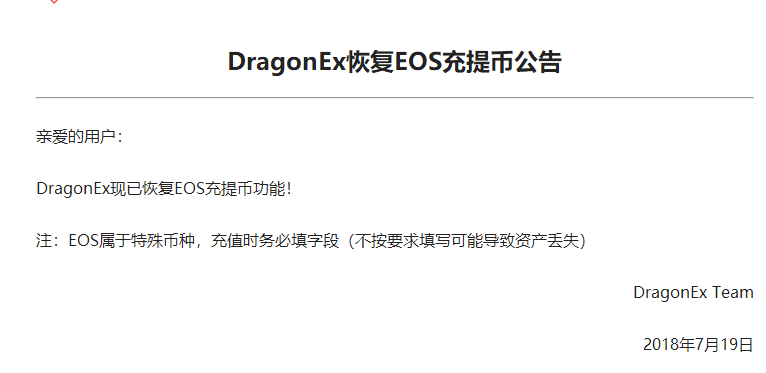 DragonEx恢复EOS充提币公告
亲爱的用户：
DragonEx现已恢复EOS充提币功能！
注：EOS属于特殊币种，充值时务必填字段（不按要求填写可能导致资产丢失）
DragonEx Team
2018年7月19日